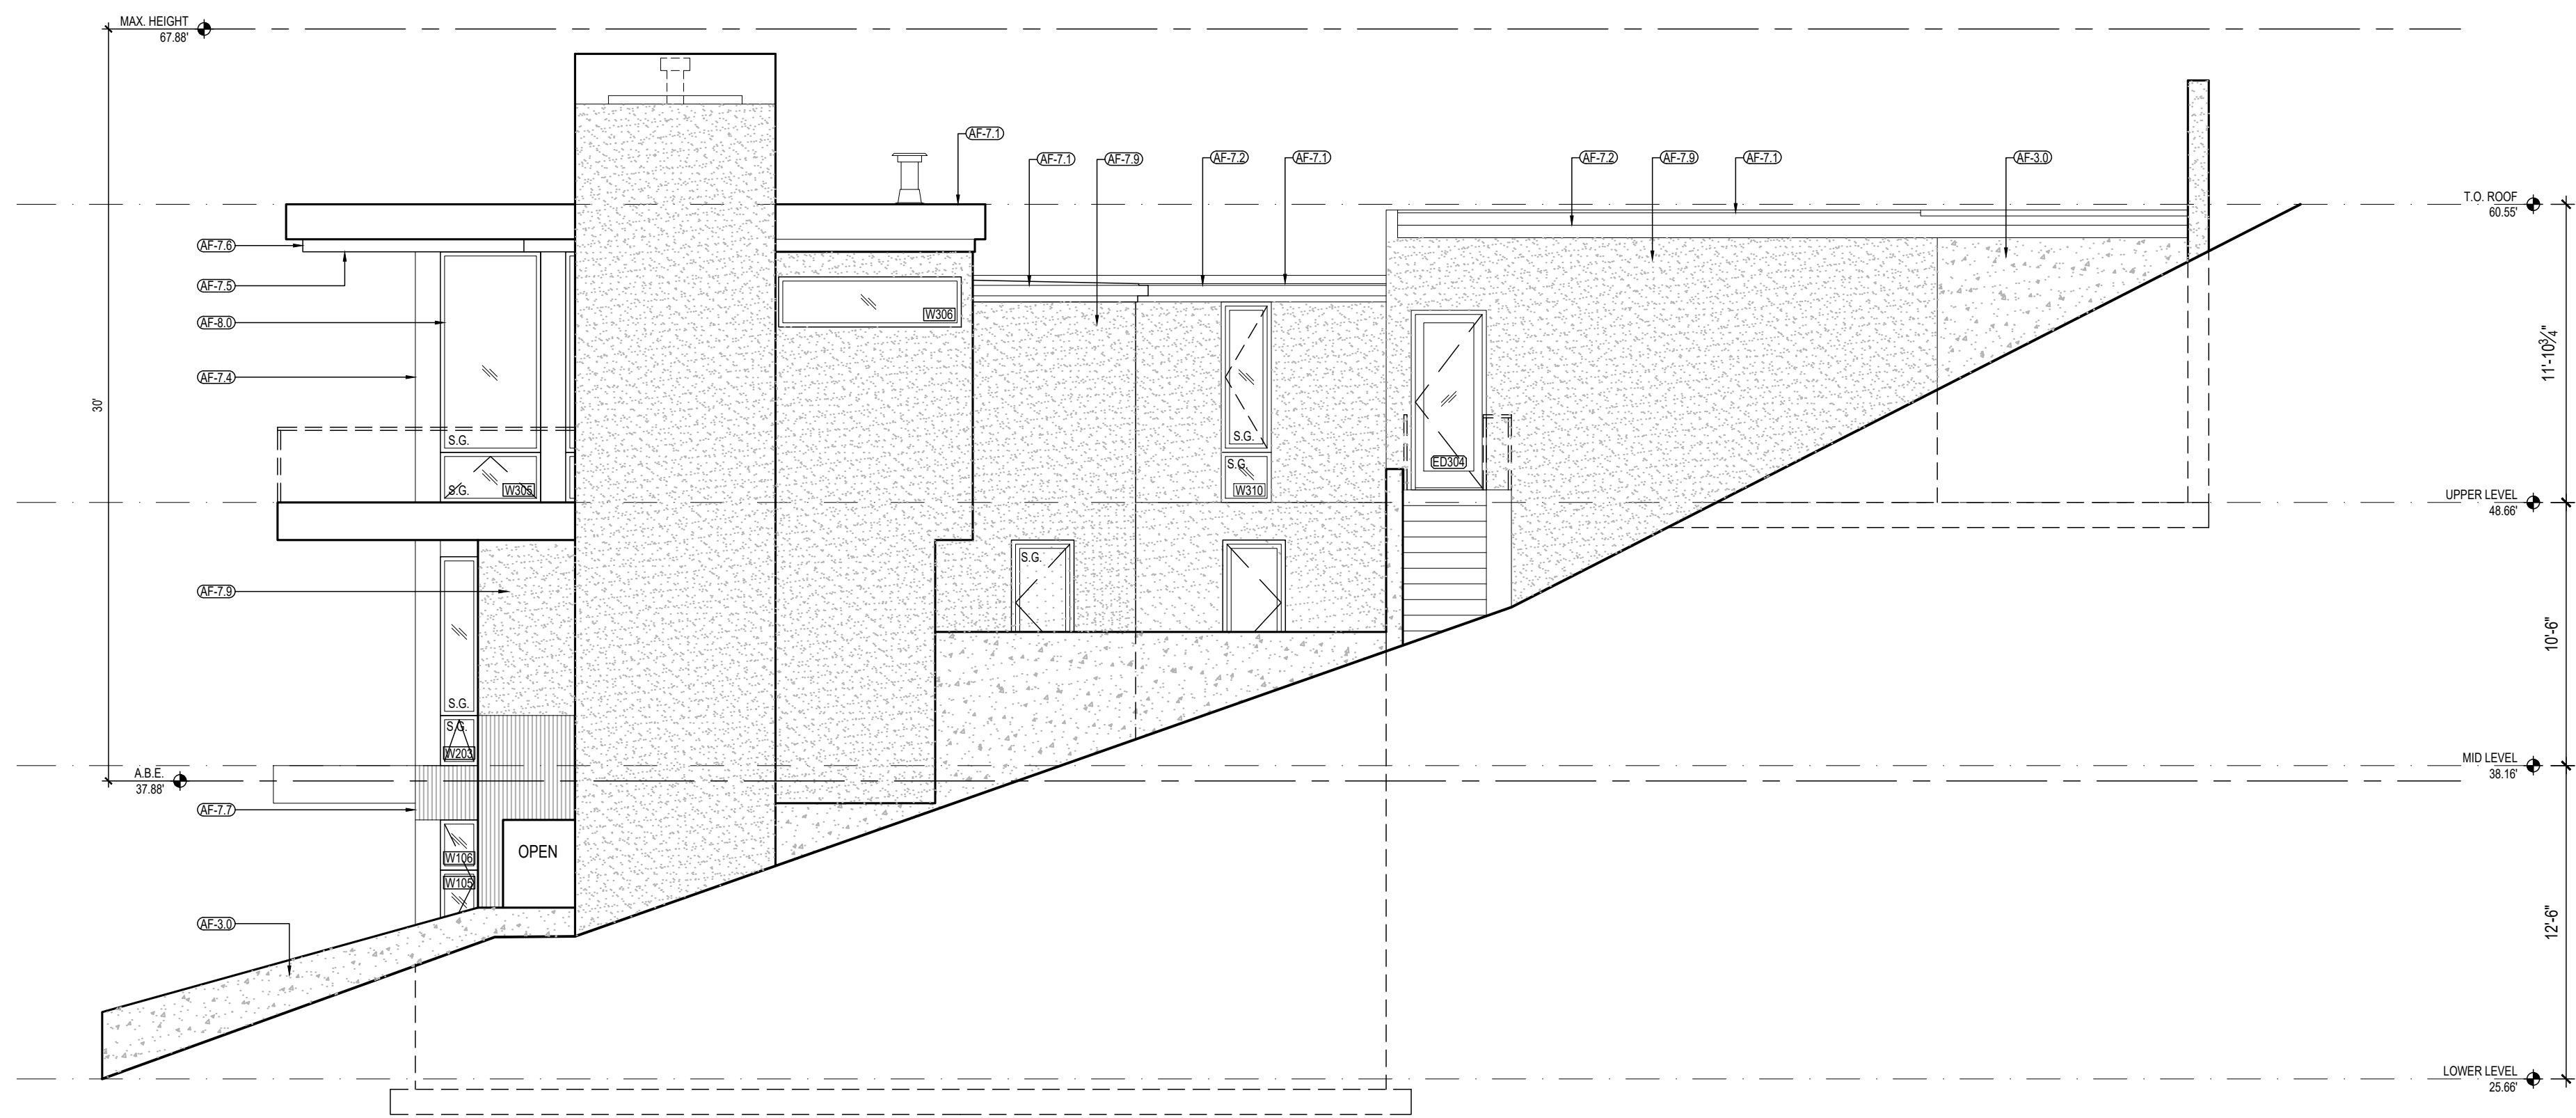 MAX. HEIGHT
67.88'
AF-7.1
AF-7.1
AF-7.9
AF-7.2
AF-7.1
AF-7.2
AF-7.9
AF-7.1
AF-3.0
T.O. ROOF
60.55'
AF-7.6
AF-7.5
AF-8.0
W306
AF-7.4
30'
11'-10¾"
S.G.
S.G.
S.G.
S.G.
W305
W310
ED304
UPPER LEVEL
48.66'
S.G.
AF-7.9
10'-6"
S.G.
S.G.
W203
A.B.E.
37.88'
MID LEVEL
38.16'
AF-7.7
OPEN
W106
W105
AF-3.0
12'-6"
LOWER LEVEL
25.66'